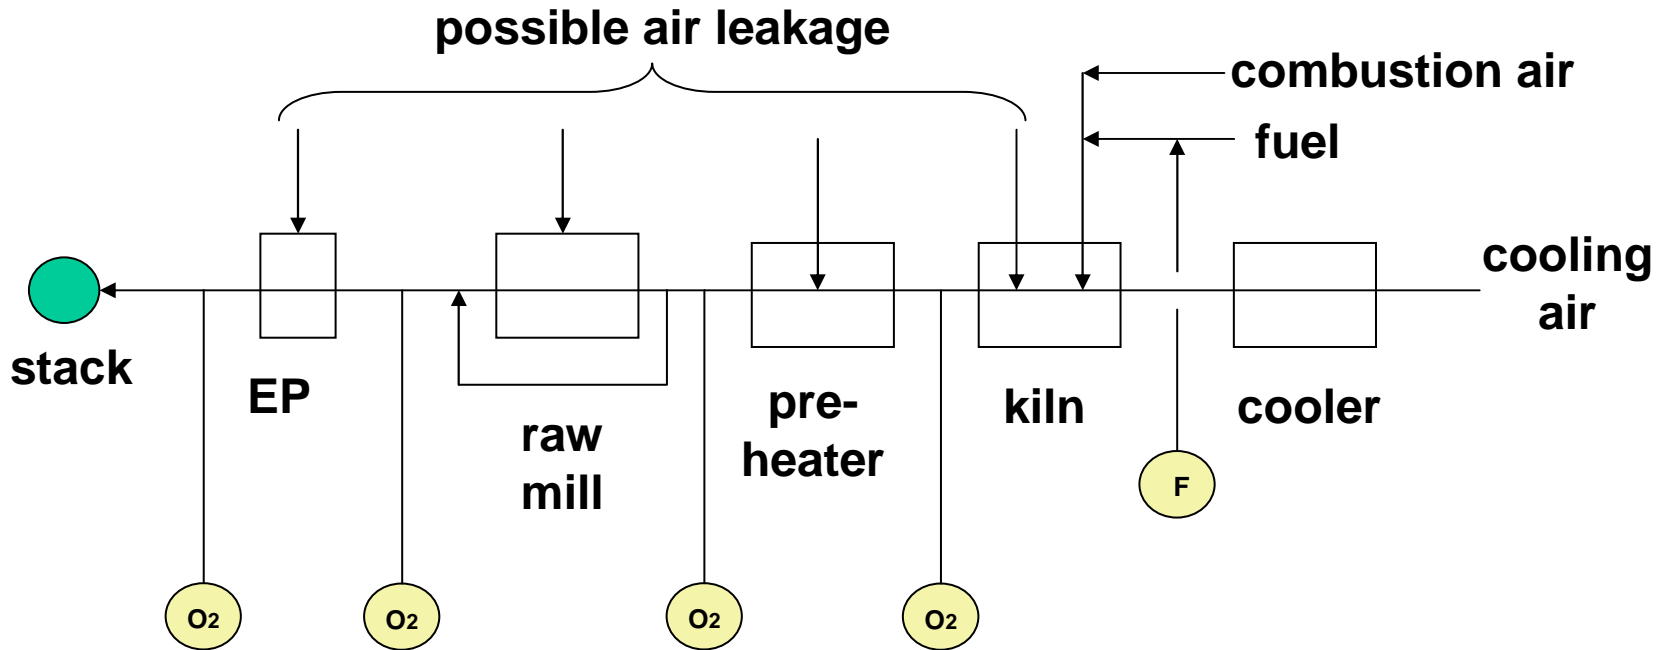 possible air leakage
combustion air
fuel
cooling
air
stack
EP
raw
mill
pre-
heater
kiln
cooler
F
O2
O2
O2
O2